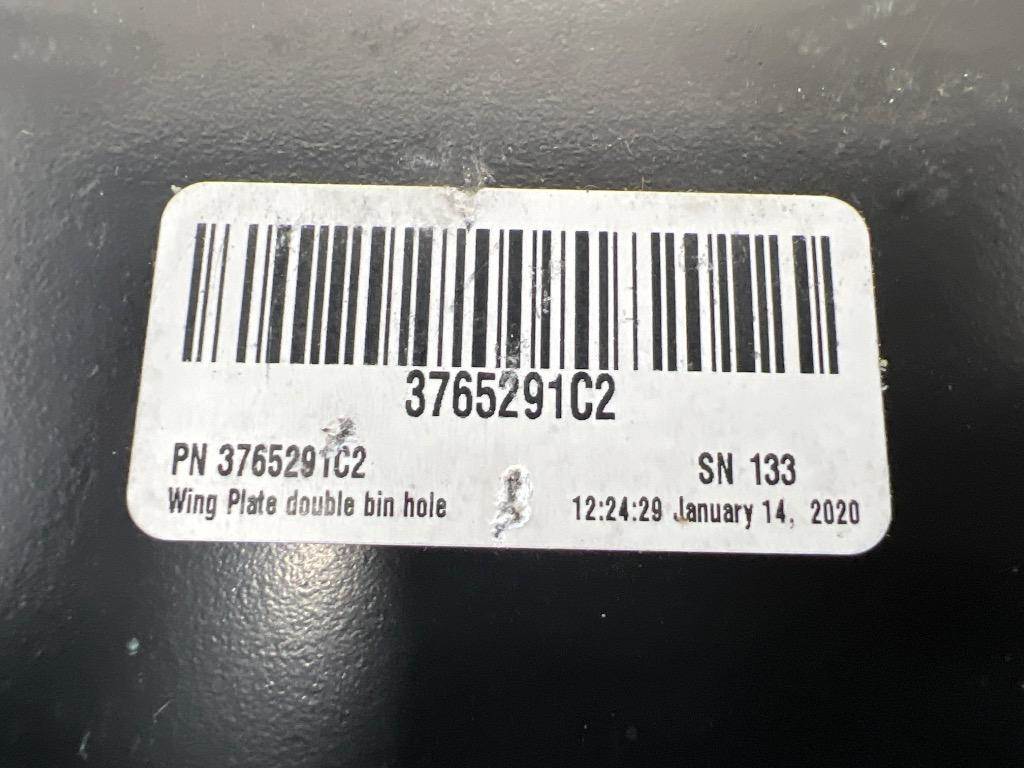 3765291C2
PN 3765291C2
SN 133
Wing Plate double bin hole
12:24:29 January 14, 2020